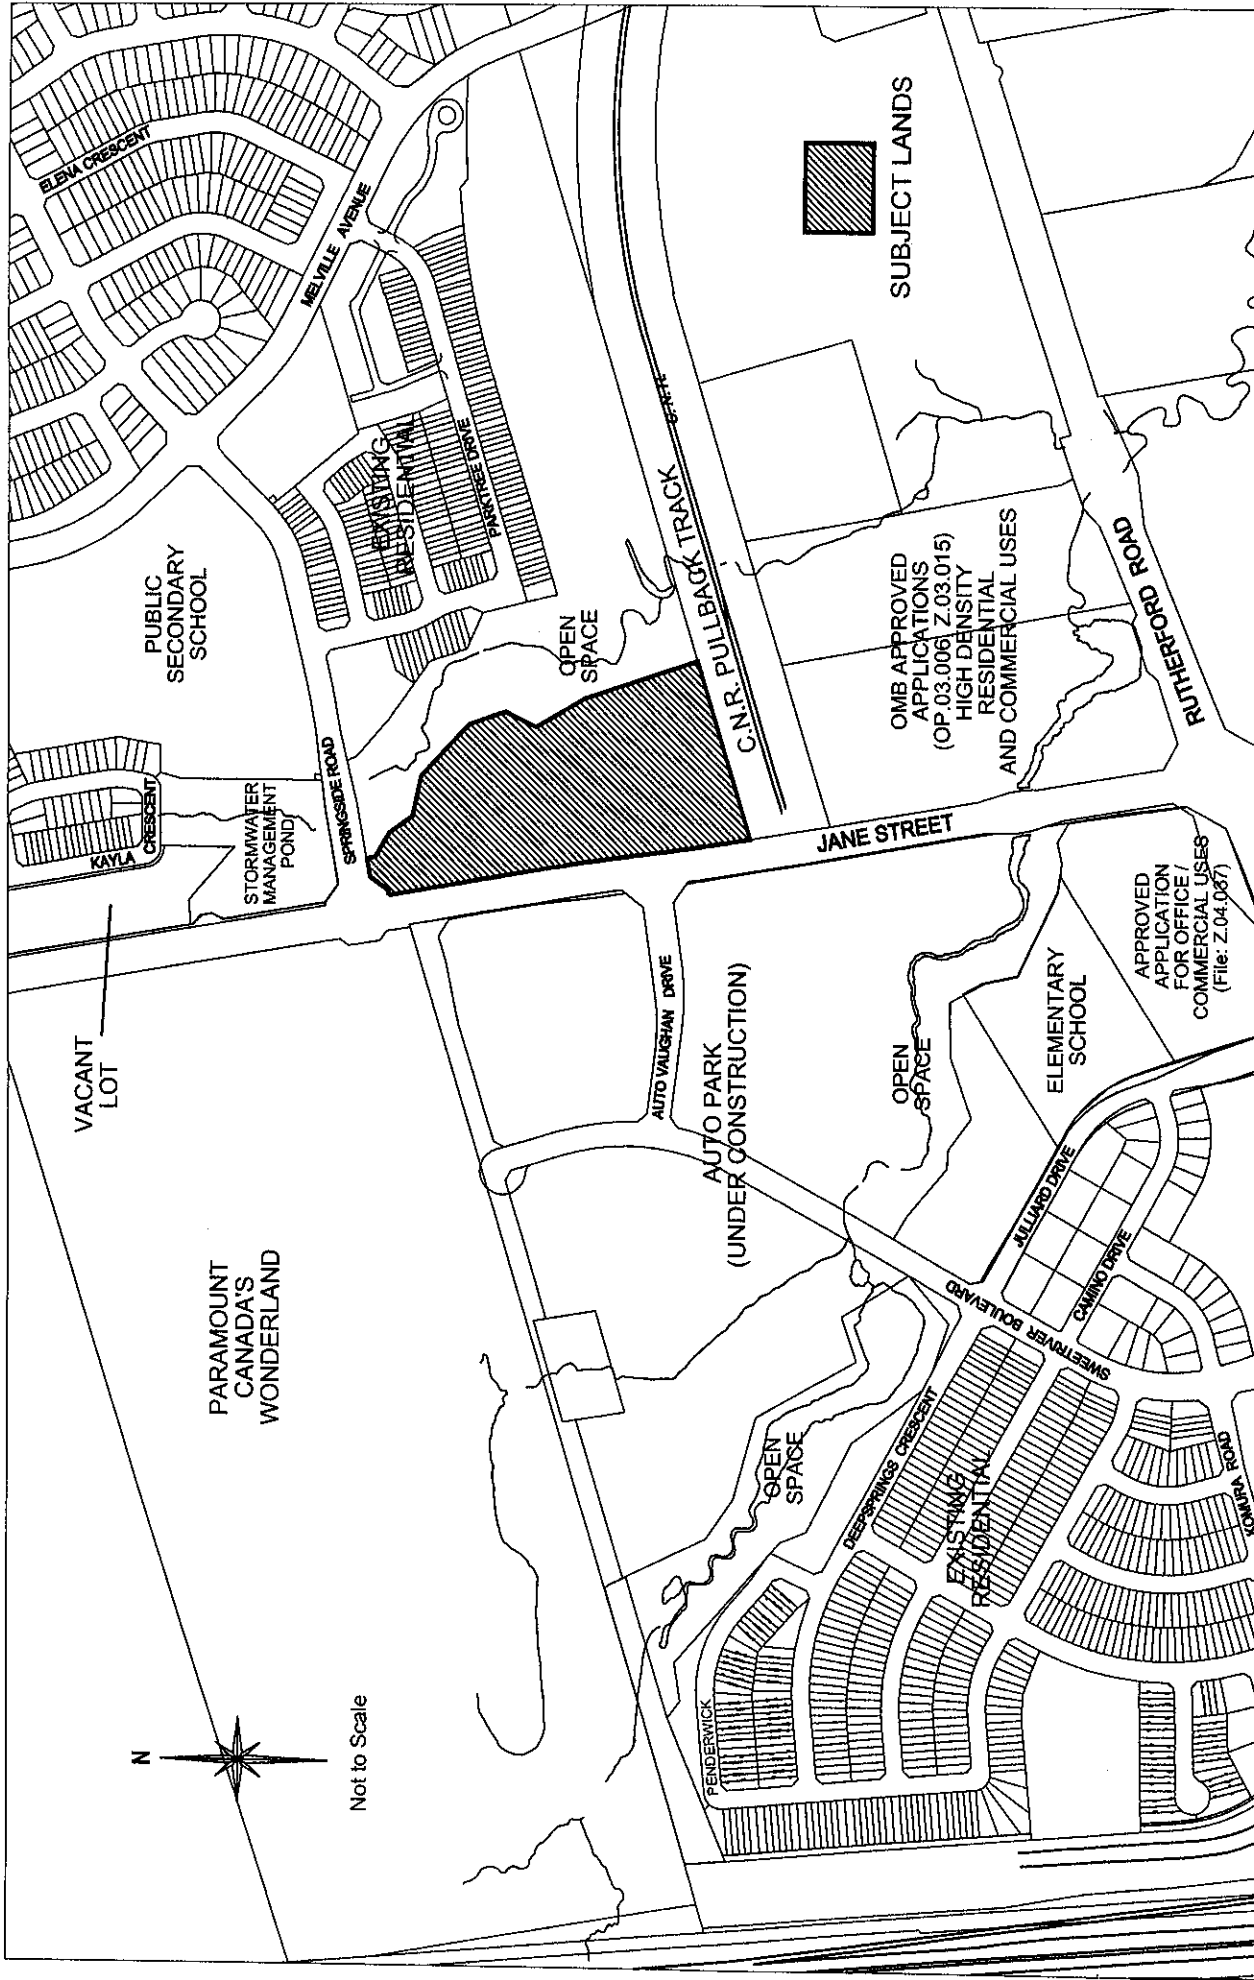 N
Not to Scale
PARAMOUNT
CANADA'S
WONDERLAND
VACANT
LOT
KAYLA
CRESCENT
STORMWATER
MANAGEMENT
POND
PUBLIC
SECONDARY
SCHOOL
ELENA CRESCENT
MELVILLE AVENUE
SPRINGSIDE ROAD
EXISTING
RESIDENTIAL
PARKTREE DRIVE
OPEN
SPACE
C.N.R. PULLBACK TRACK
C.N.R.
JANE STREET
AUTO VAUGHAN DRIVE
AUTO PARK
(UNDER CONSTRUCTION)
OPEN
SPACE
OPEN
SPACE
PENDERWICK
DEEPSPRINGS CRESCENT
EXISTING
RESIDENTIAL
SWEETRIVER BOULEVARD
JULLIARD DRIVE
CAMINO DRIVE
KOMURA ROAD
ELEMENTARY
SCHOOL
APPROVED
APPLICATION
FOR OFFICE /
COMMERCIAL USES
(File: Z.04.037)
OMB APPROVED
APPLICATIONS
(OP.03.006 Z.03.015)
HIGH DENSITY
RESIDENTIAL
AND COMMERCIAL USES
RUTHERFORD ROAD
SUBJECT LANDS